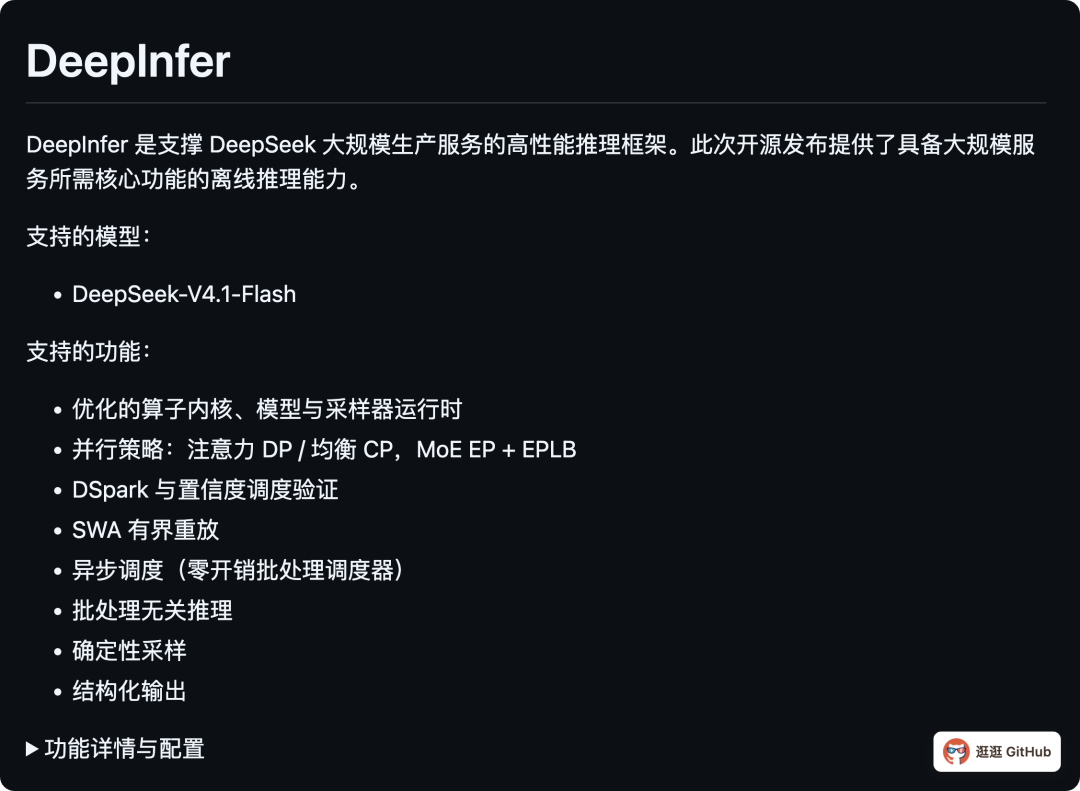 DeepInfer
DeepInfer 是支撑 DeepSeek 大规模生产服务的高性能推理框架。此次开源发布提供了具备大规模服
务所需核心功能的离线推理能力。
支持的模型：
• DeepSeek-V4.1-Flash
支持的功能：
• 优化的算子内核、模型与采样器运行时
• 并行策略：注意力 DP / 均衡 CP，MoE EP + EPLB
• DSpark 与置信度调度验证
• SWA 有界重放
• 异步调度（零开销批处理调度器）
• 批处理无关推理
• 确定性采样
• 结构化输出
▶ 功能详情与配置
逛逛 GitHub